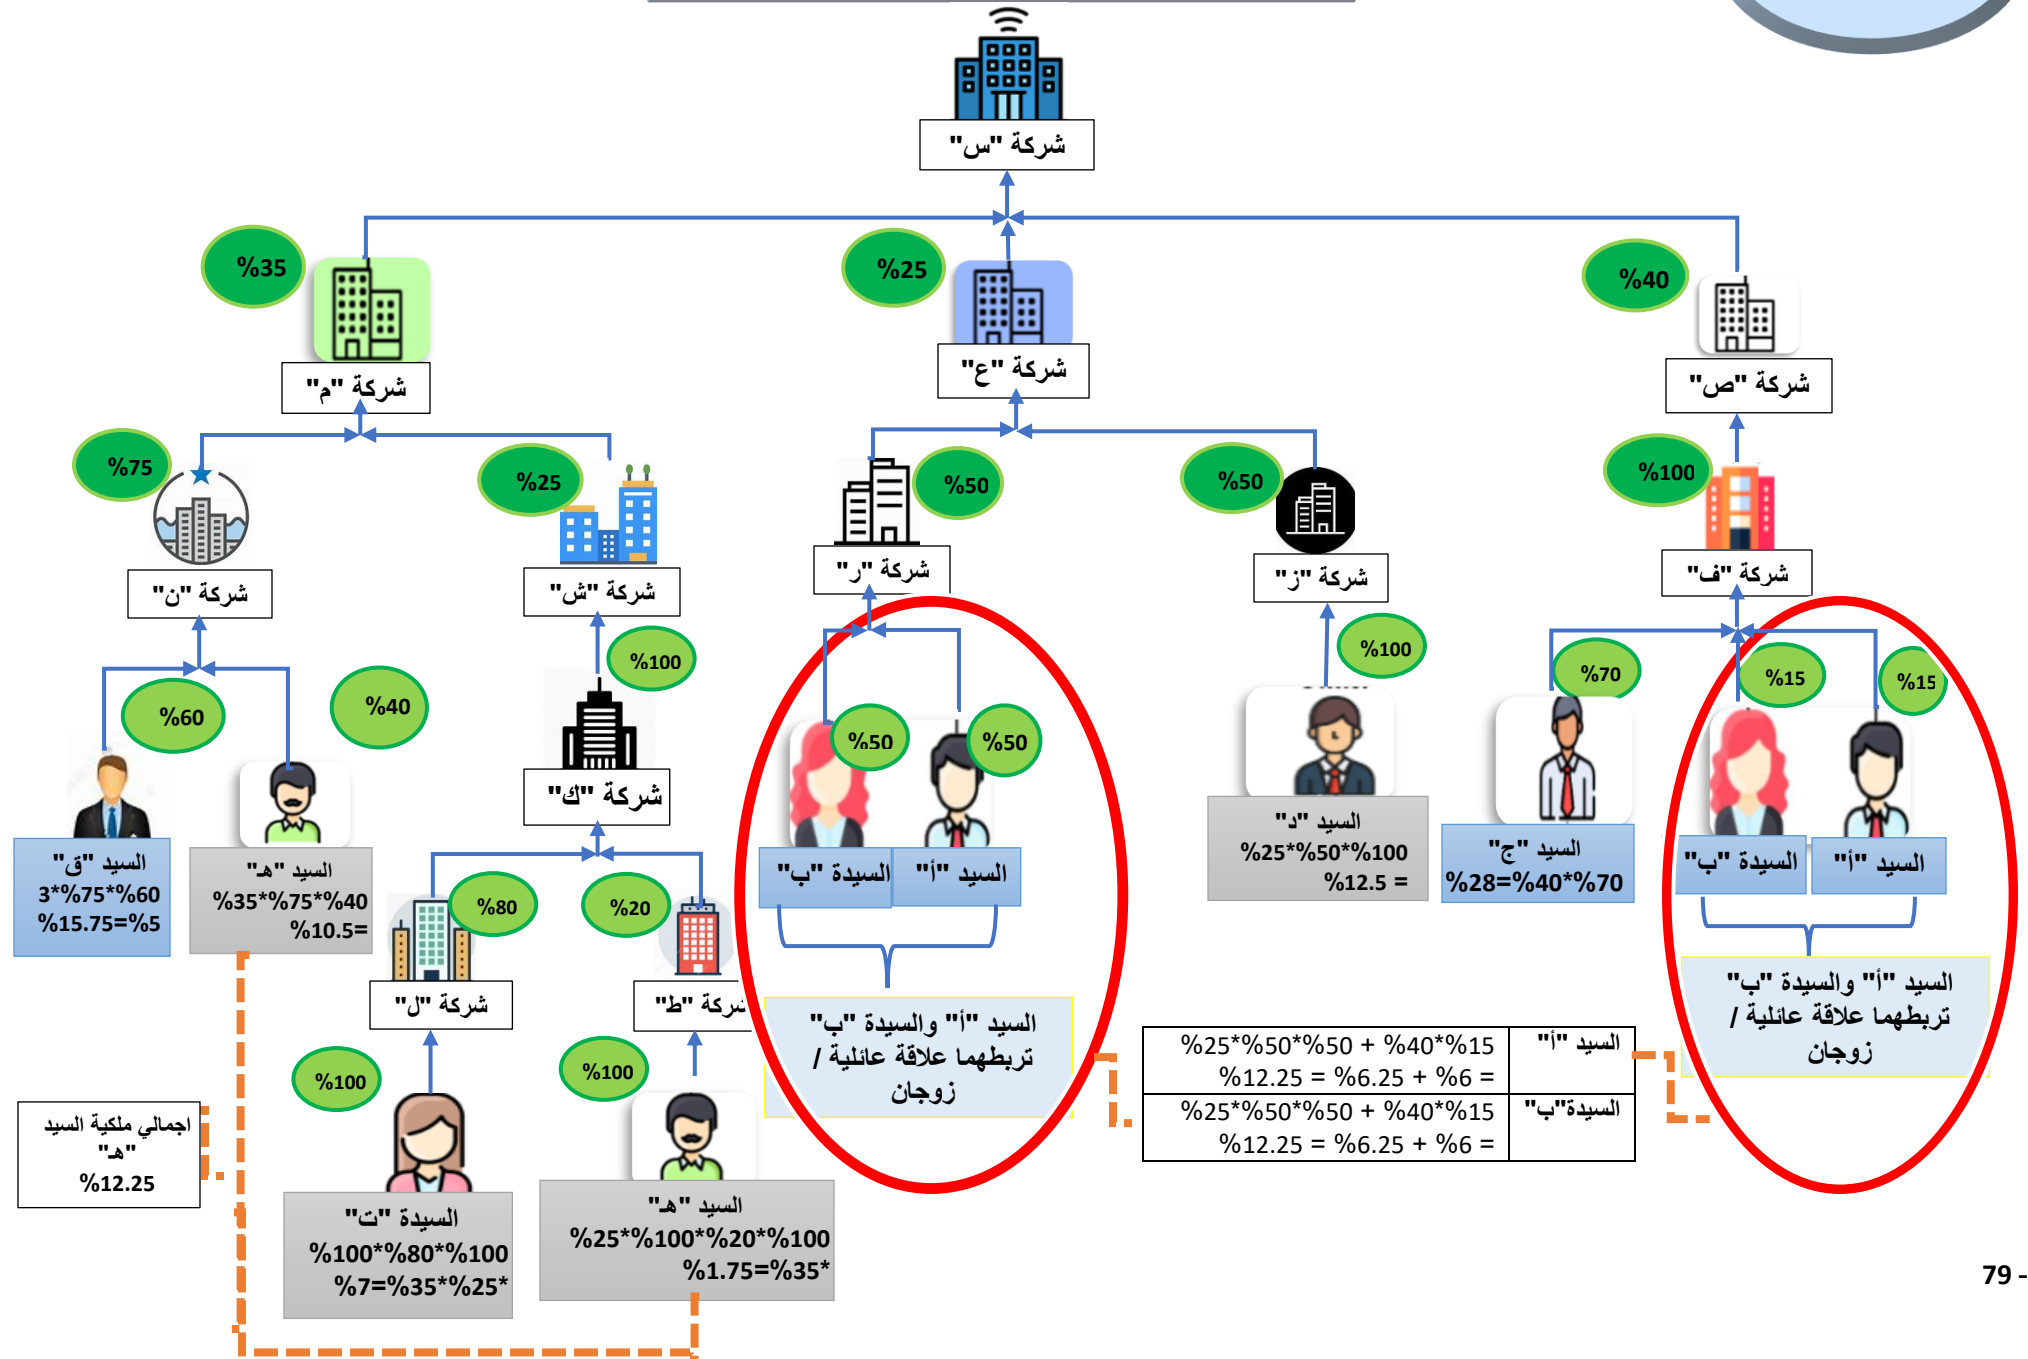 شركة "س"
%40
%25
%35
شركة "ص"
شركة "ع"
شركة "م"
%100
%50
%50
%25
%75
شركة "ف"
شركة "ز"
شركة "ر"
شركة "ش"
شركة "ن"
%15
%15
%70
%100
%50
%50
%100
%40
%60
شركة "ك"
السيد "أ"
السيدة "ب"
السيد "ج"
%28=%40*%70
السيد "د"
%25*%50*%100
%12.5 =
السيد "أ"
السيدة "ب"
السيد "هـ"
%35*%75*%40
%10.5=
السيد "ق"
3*%75*%60
%15.75=%5
%20
%80
شركة "ط"
شركة "ل"
السيد "أ" والسيدة "ب"
تربطهما علاقة عائلية /
زوجان
السيد "أ" والسيدة "ب"
تربطهما علاقة عائلية /
زوجان
السيد "أ"
%25*%50*%50 + %40*%15
%12.25 = %6.25 + %6 =
السيدة"ب"
%25*%50*%50 + %40*%15
%12.25 = %6.25 + %6 =
%100
%100
اجمالي ملكية السيد
"هـ"
%12.25
السيد "هـ"
%25*%100*%20*%100
%1.75=%35*
السيدة "ت"
%100*%80*%100
%7=%35*%25*
79 -